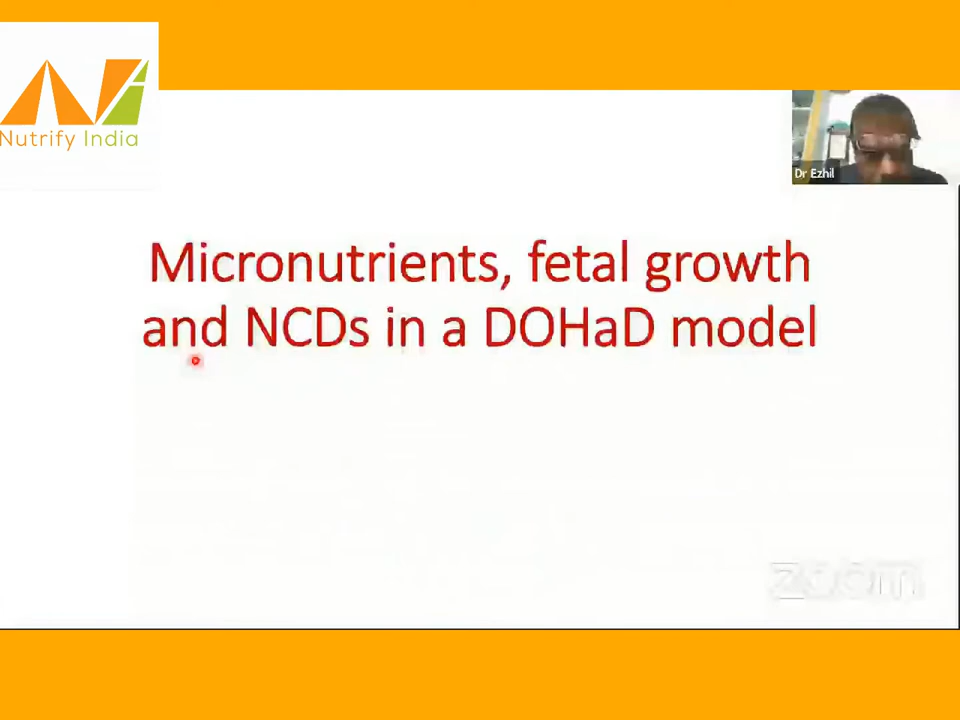 Nutrify India
Dr Ezhil
Micronutrients, fetal growth
and NCDs in a DOHaD model
zoom